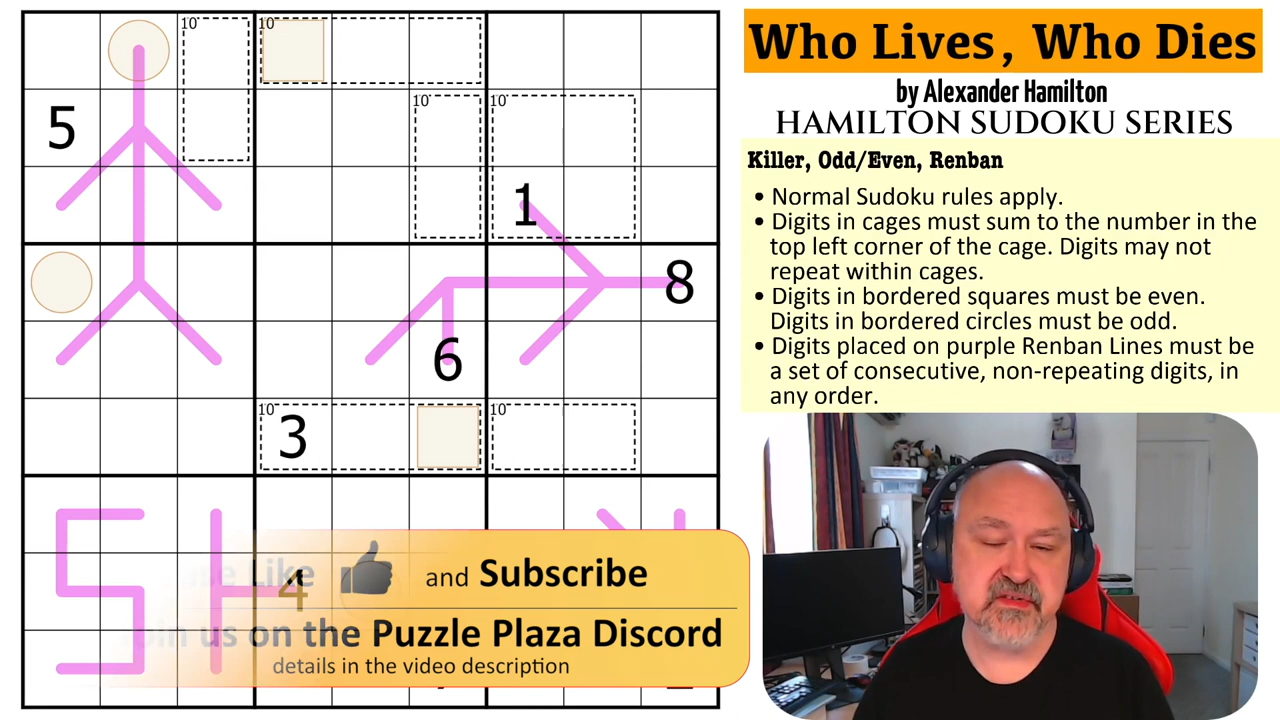 Who Lives, Who Dies
by Alexander Hamilton
HAMILTON SUDOKU SERIES
Killer, Odd/Even, Renban
• Normal Sudoku rules apply.
• Digits in cages must sum to the number in the
top left corner of the cage. Digits may not
repeat within cages.
• Digits in bordered squares must be even.
Digits in bordered circles must be odd.
• Digits placed on purple Renban Lines must be
a set of consecutive, non-repeating digits, in
any order.
10 10
5 10 10
1
8
6
10 3 10
4
Like and Subscribe
us on the Puzzle Plaza Discord
details in the video description